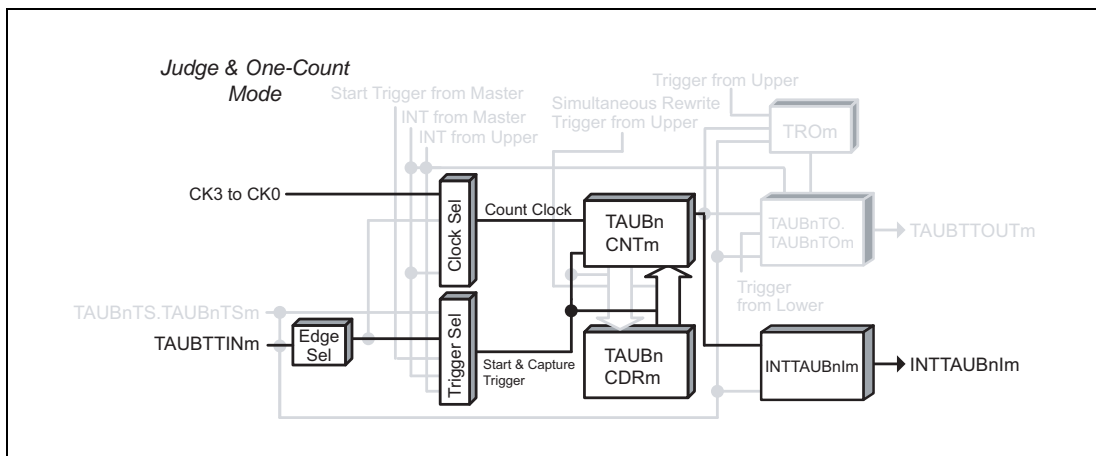 Judge & One-Count
Mode
Trigger from Upper
Start Trigger from Master
Simultaneous Rewrite
Trigger from Upper
INT from Master
INT from Upper
TROm
CK3 to CK0
Clock Sel
Count Clock
TAUBn
CNTm
TAUBnTO.
TAUBnTOm
TAUBTTOUTm
Trigger
from Lower
TAUBnTS.TAUBnTSm
TAUBTTINm
Edge
Sel
Trigger Sel
Start & Capture
Trigger
TAUBn
CDRm
INTTAUBnIm
INTTAUBnIm